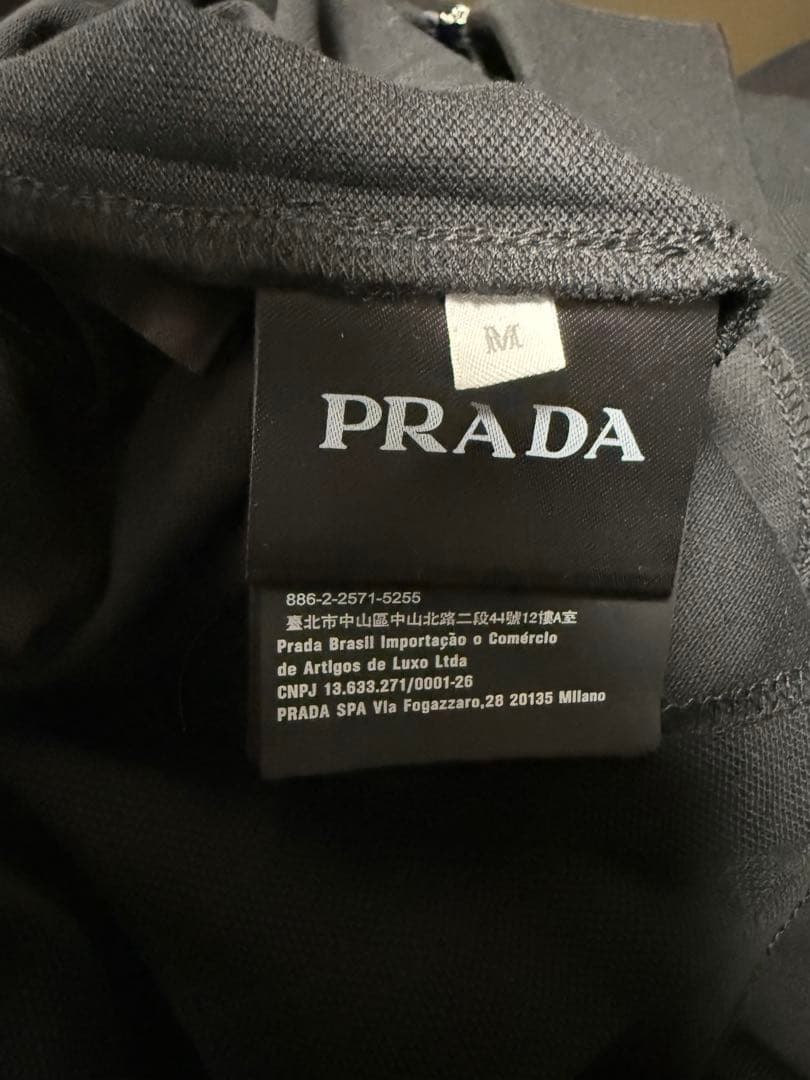 M
PRADA
886-2-2571-5255
臺北市中山區中山北路二段44號12樓A室
Prada Brasil Importação o Comércio
de Artigos de Luxo Ltda
CNPJ 13.633.271/0001-26
PRADA SPA Via Fogazzaro,28 20135 Milano